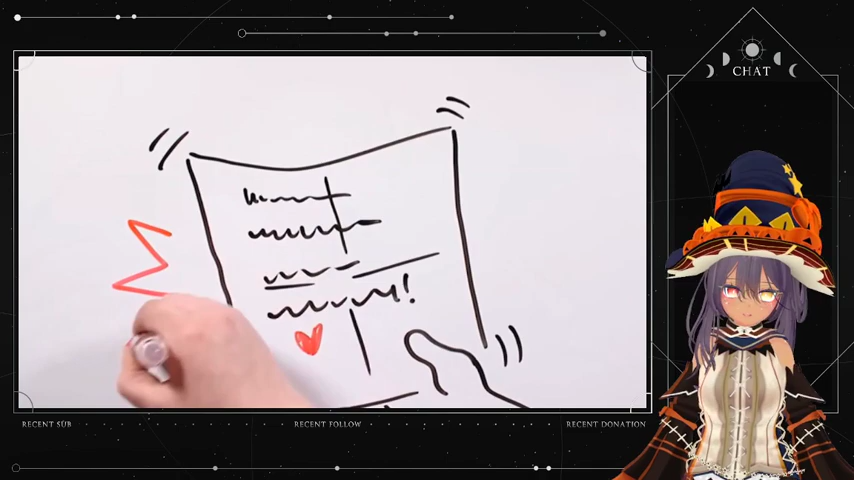 CHAT
RECENT SUB
RECENT FOLLOW
RECENT DONATION